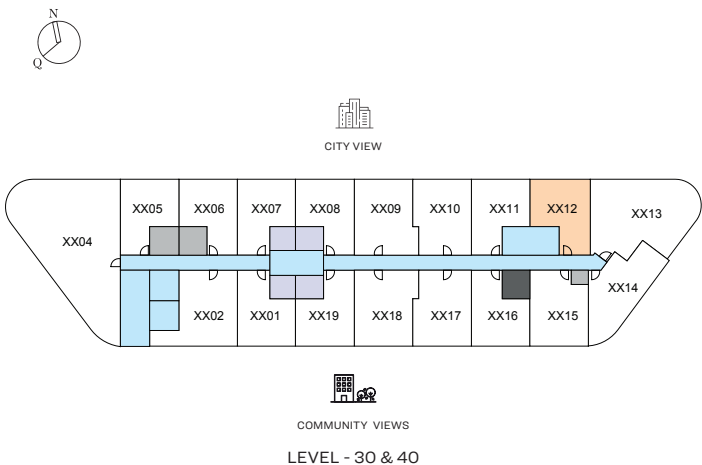 N
Q
CITY VIEW
XX05 XX06 XX07 XX08 XX09 XX10 XX11 XX12 XX13
XX04
XX14
XX02 XX01 XX19 XX18 XX17 XX16 XX15
COMMUNITY VIEWS
LEVEL - 30 & 40